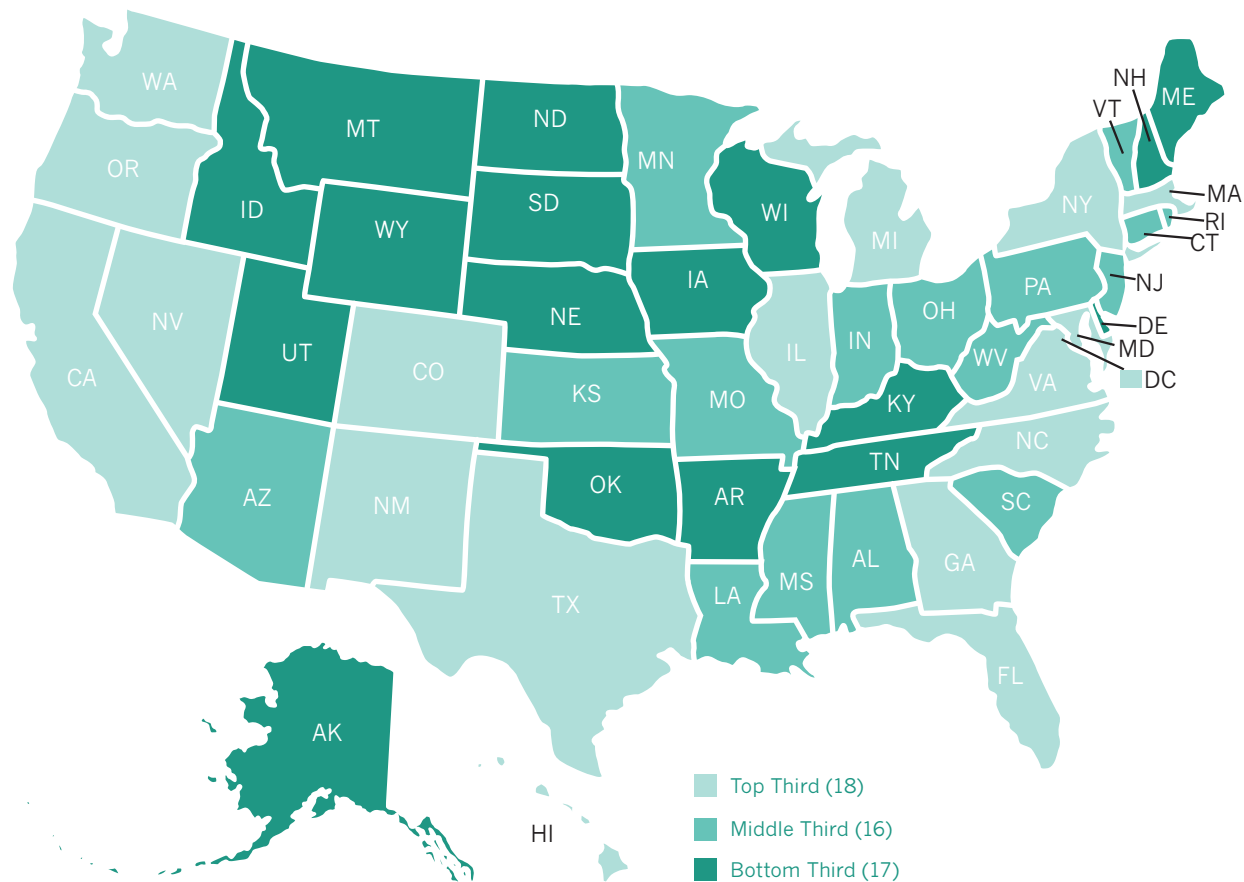 WA
MT
ND
MN
OR
ID
WY
SD
WI
MI
NY
VT
NH
ME
MA
RI
CT
NV
UT
NE
IA
IL
IN
OH
PA
NJ
DE
MD
DC
CA
CO
KS
MO
KY
WV
VA
AZ
NM
OK
AR
TN
NC
SC
TX
LA
MS
AL
GA
FL
AK
HI
Top Third (18)
Middle Third (16)
Bottom Third (17)